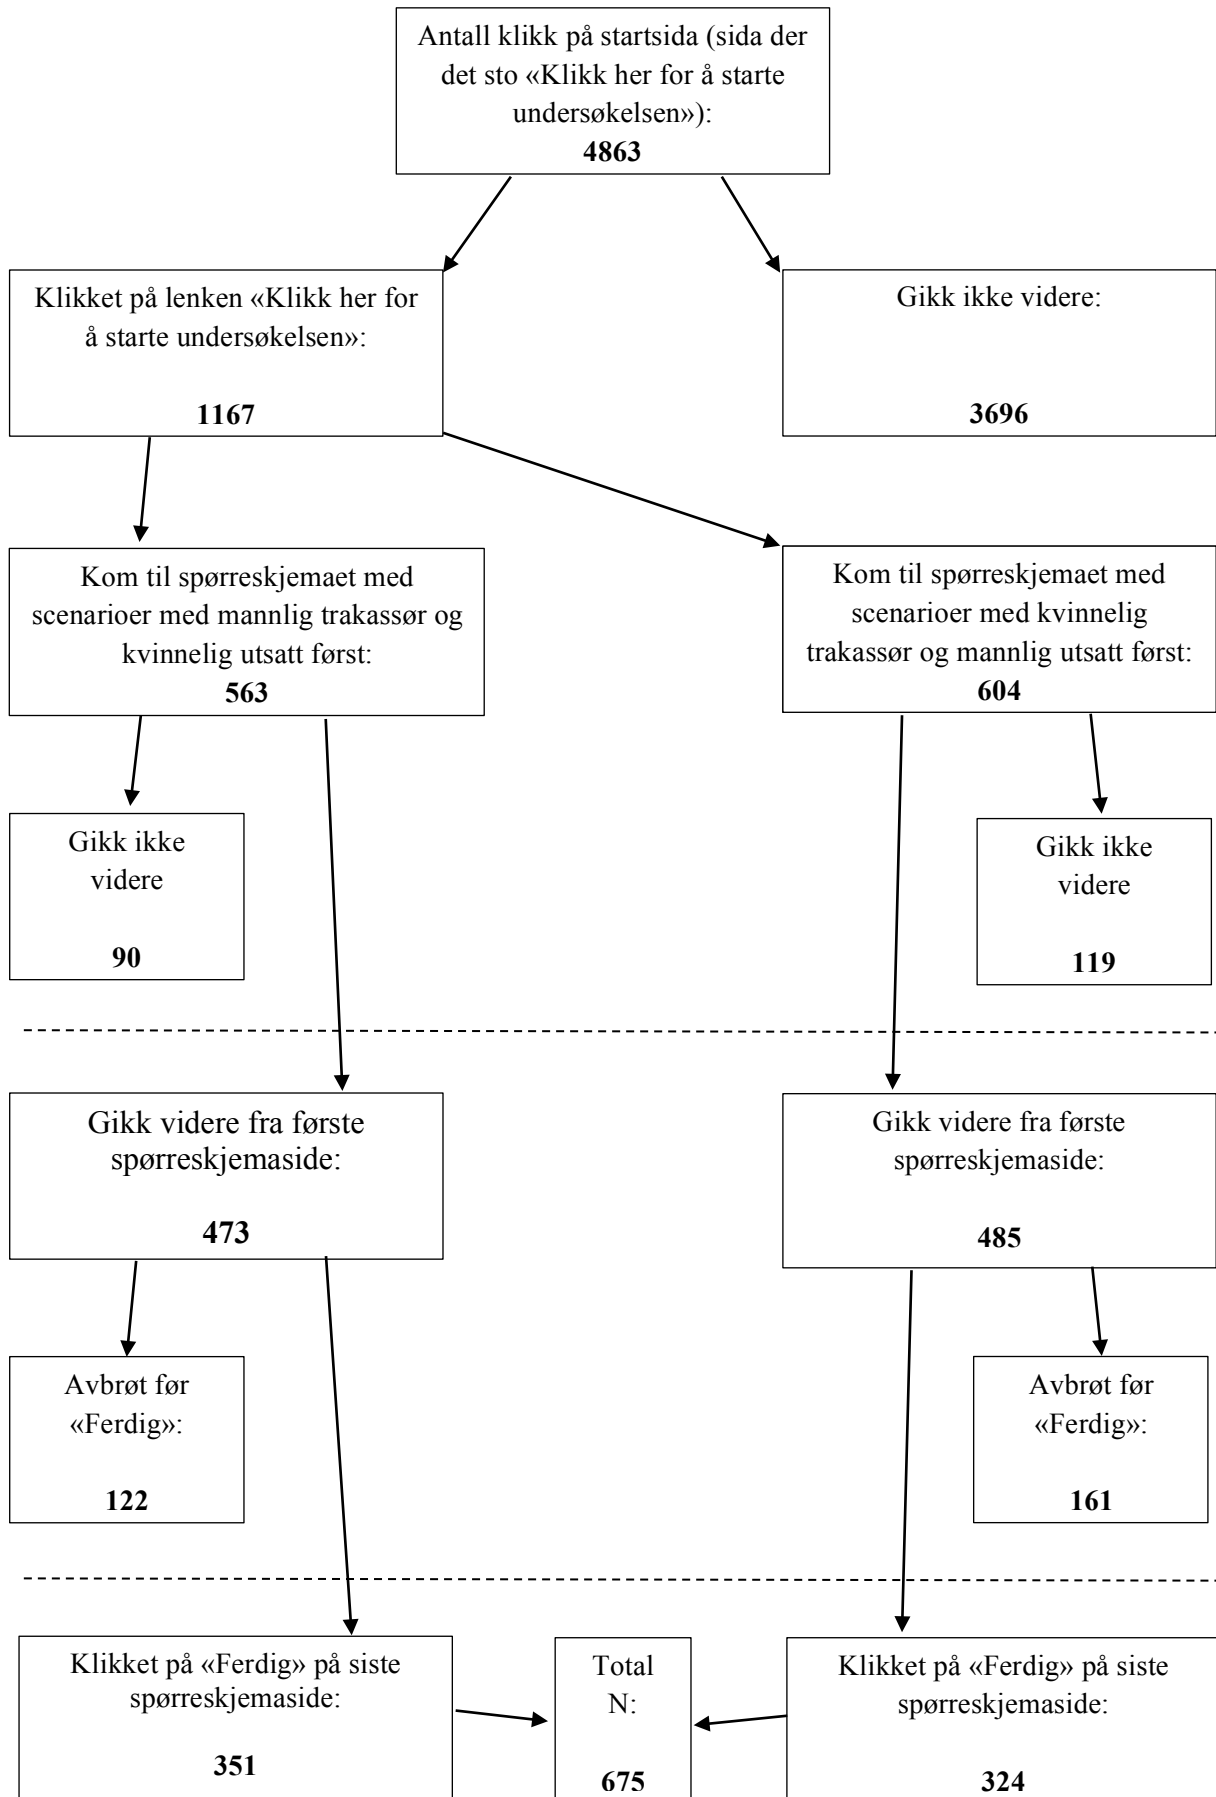 Antall klikk på startsida (sida der
det sto «Klikk her for å starte
undersøkelsen»):
4863
Klikket på lenken «Klikk her for
å starte undersøkelsen»:
1167
Gikk ikke videre:
3696
Kom til spørreskjemaet med
scenarioer med mannlig trakassør og
kvinnelig utsatt først:
563
Kom til spørreskjemaet med
scenarioer med kvinnelig
trakassør og mannlig utsatt først:
604
Gikk ikke
videre
90
Gikk ikke
videre
119
Gikk videre fra første
spørreskjemaside:
473
Gikk videre fra første
spørreskjemaside:
485
Avbrøt før
«Ferdig»:
122
Avbrøt før
«Ferdig»:
161
Klikket på «Ferdig» på siste
spørreskjemaside:
351
Total
N:
675
Klikket på «Ferdig» på siste
spørreskjemaside:
324